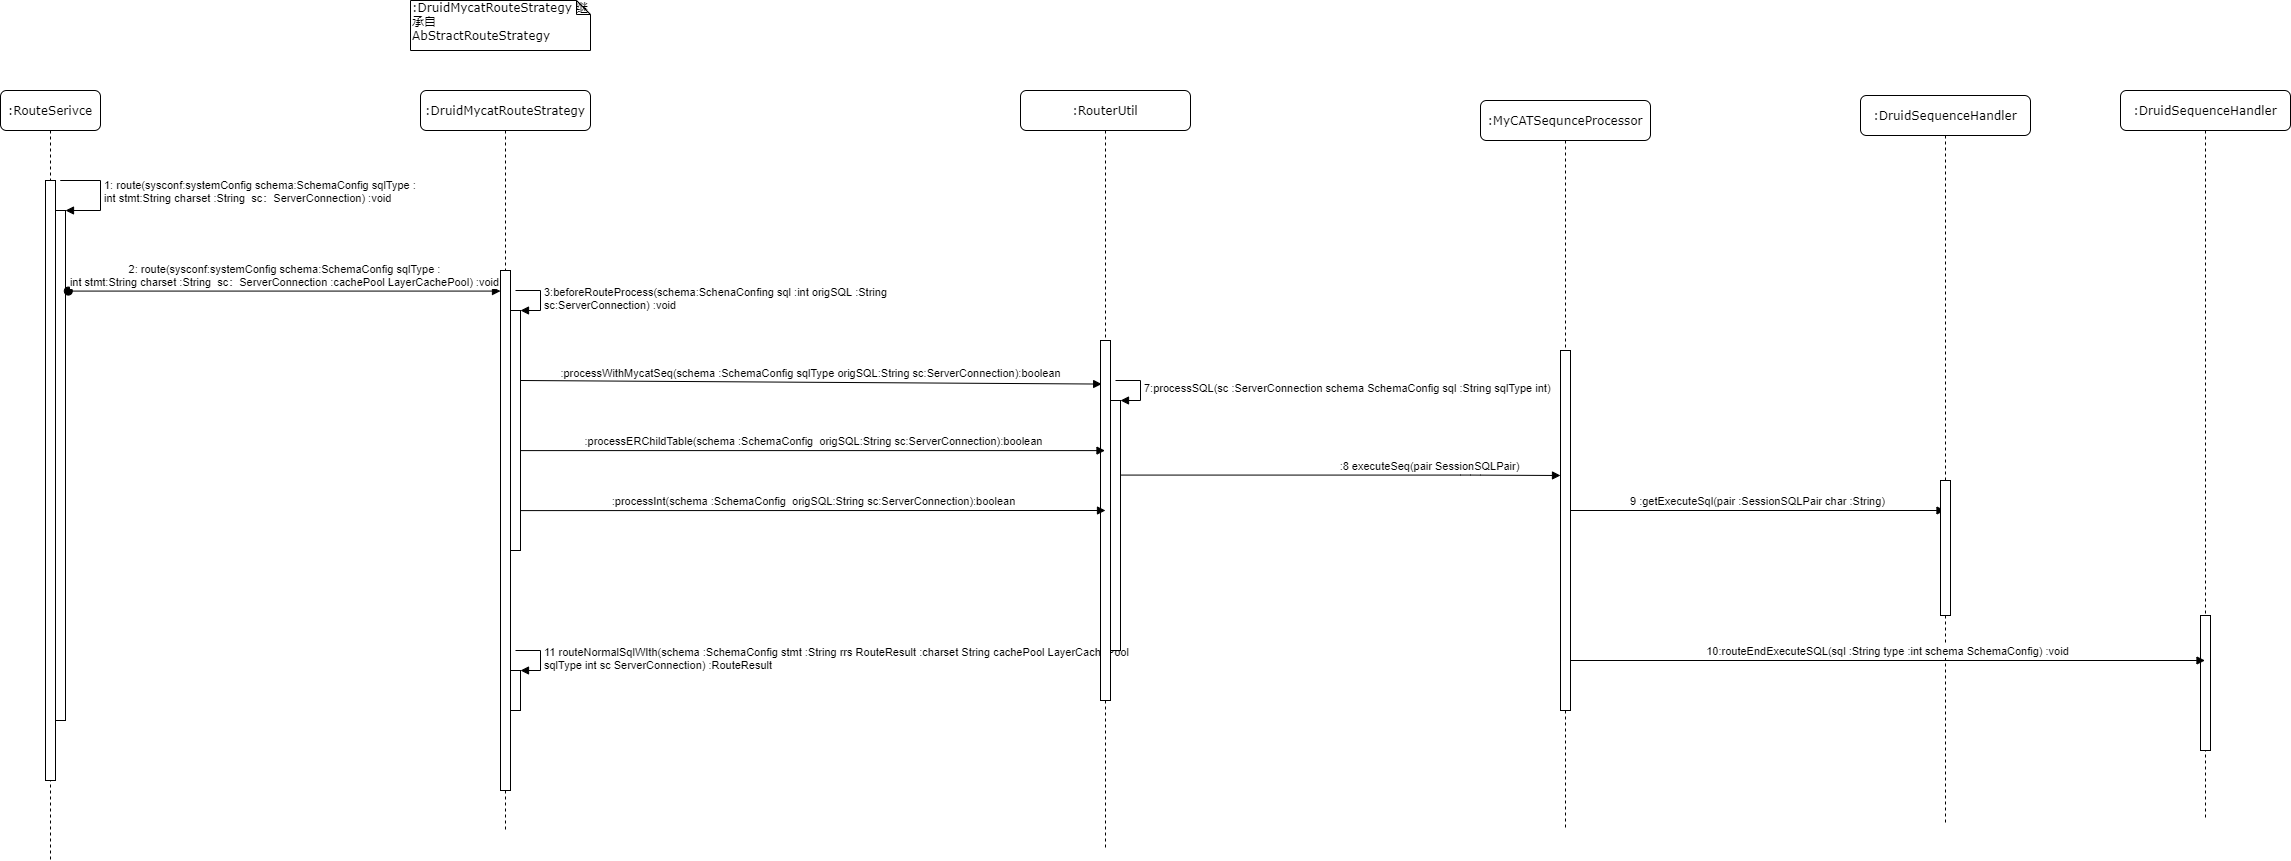 :DruidMycatRouteStrategy 继
承自
AbStractRouteStrategy
:RouteSerivce
:DruidMycatRouteStrategy
:RouterUtil
:MyCATSequnceProcessor
:DruidSequenceHandler
:DruidSequenceHandler
1: route(sysconf:systemConfig schema:SchemaConfig sqlType :
int stmt:String charset :String  sc：ServerConnection) :void
2: route(sysconf:systemConfig schema:SchemaConfig sqlType :
int stmt:String charset :String  sc：ServerConnection :cachePool LayerCachePool) :void
3:beforeRouteProcess(schema:SchenaConfing sql :int origSQL :String
sc:ServerConnection) :void
:processWithMycatSeq(schema :SchemaConfig sqlType origSQL:String sc:ServerConnection):boolean
7:processSQL(sc :ServerConnection schema SchemaConfig sql :String sqlType int)
:processERChildTable(schema :SchemaConfig  origSQL:String sc:ServerConnection):boolean
:8 executeSeq(pair SessionSQLPair)
:processInt(schema :SchemaConfig  origSQL:String sc:ServerConnection):boolean
9 :getExecuteSql(pair :SessionSQLPair char :String)
11 routeNormalSqlWIth(schema :SchemaConfig stmt :String rrs RouteResult :charset String cachePool LayerCachePool
sqlType int sc ServerConnection) :RouteResult
10:routeEndExecuteSQL(sql :String type :int schema SchemaConfig) :void